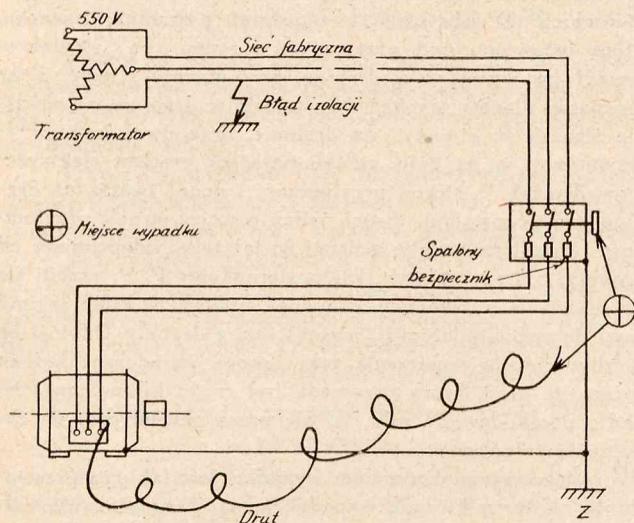 550 V
Sieć fabryczna
Błąd izolacji
Transformator
Miejsce wypadku
Spalony
bezpiecznik
Drut
Z